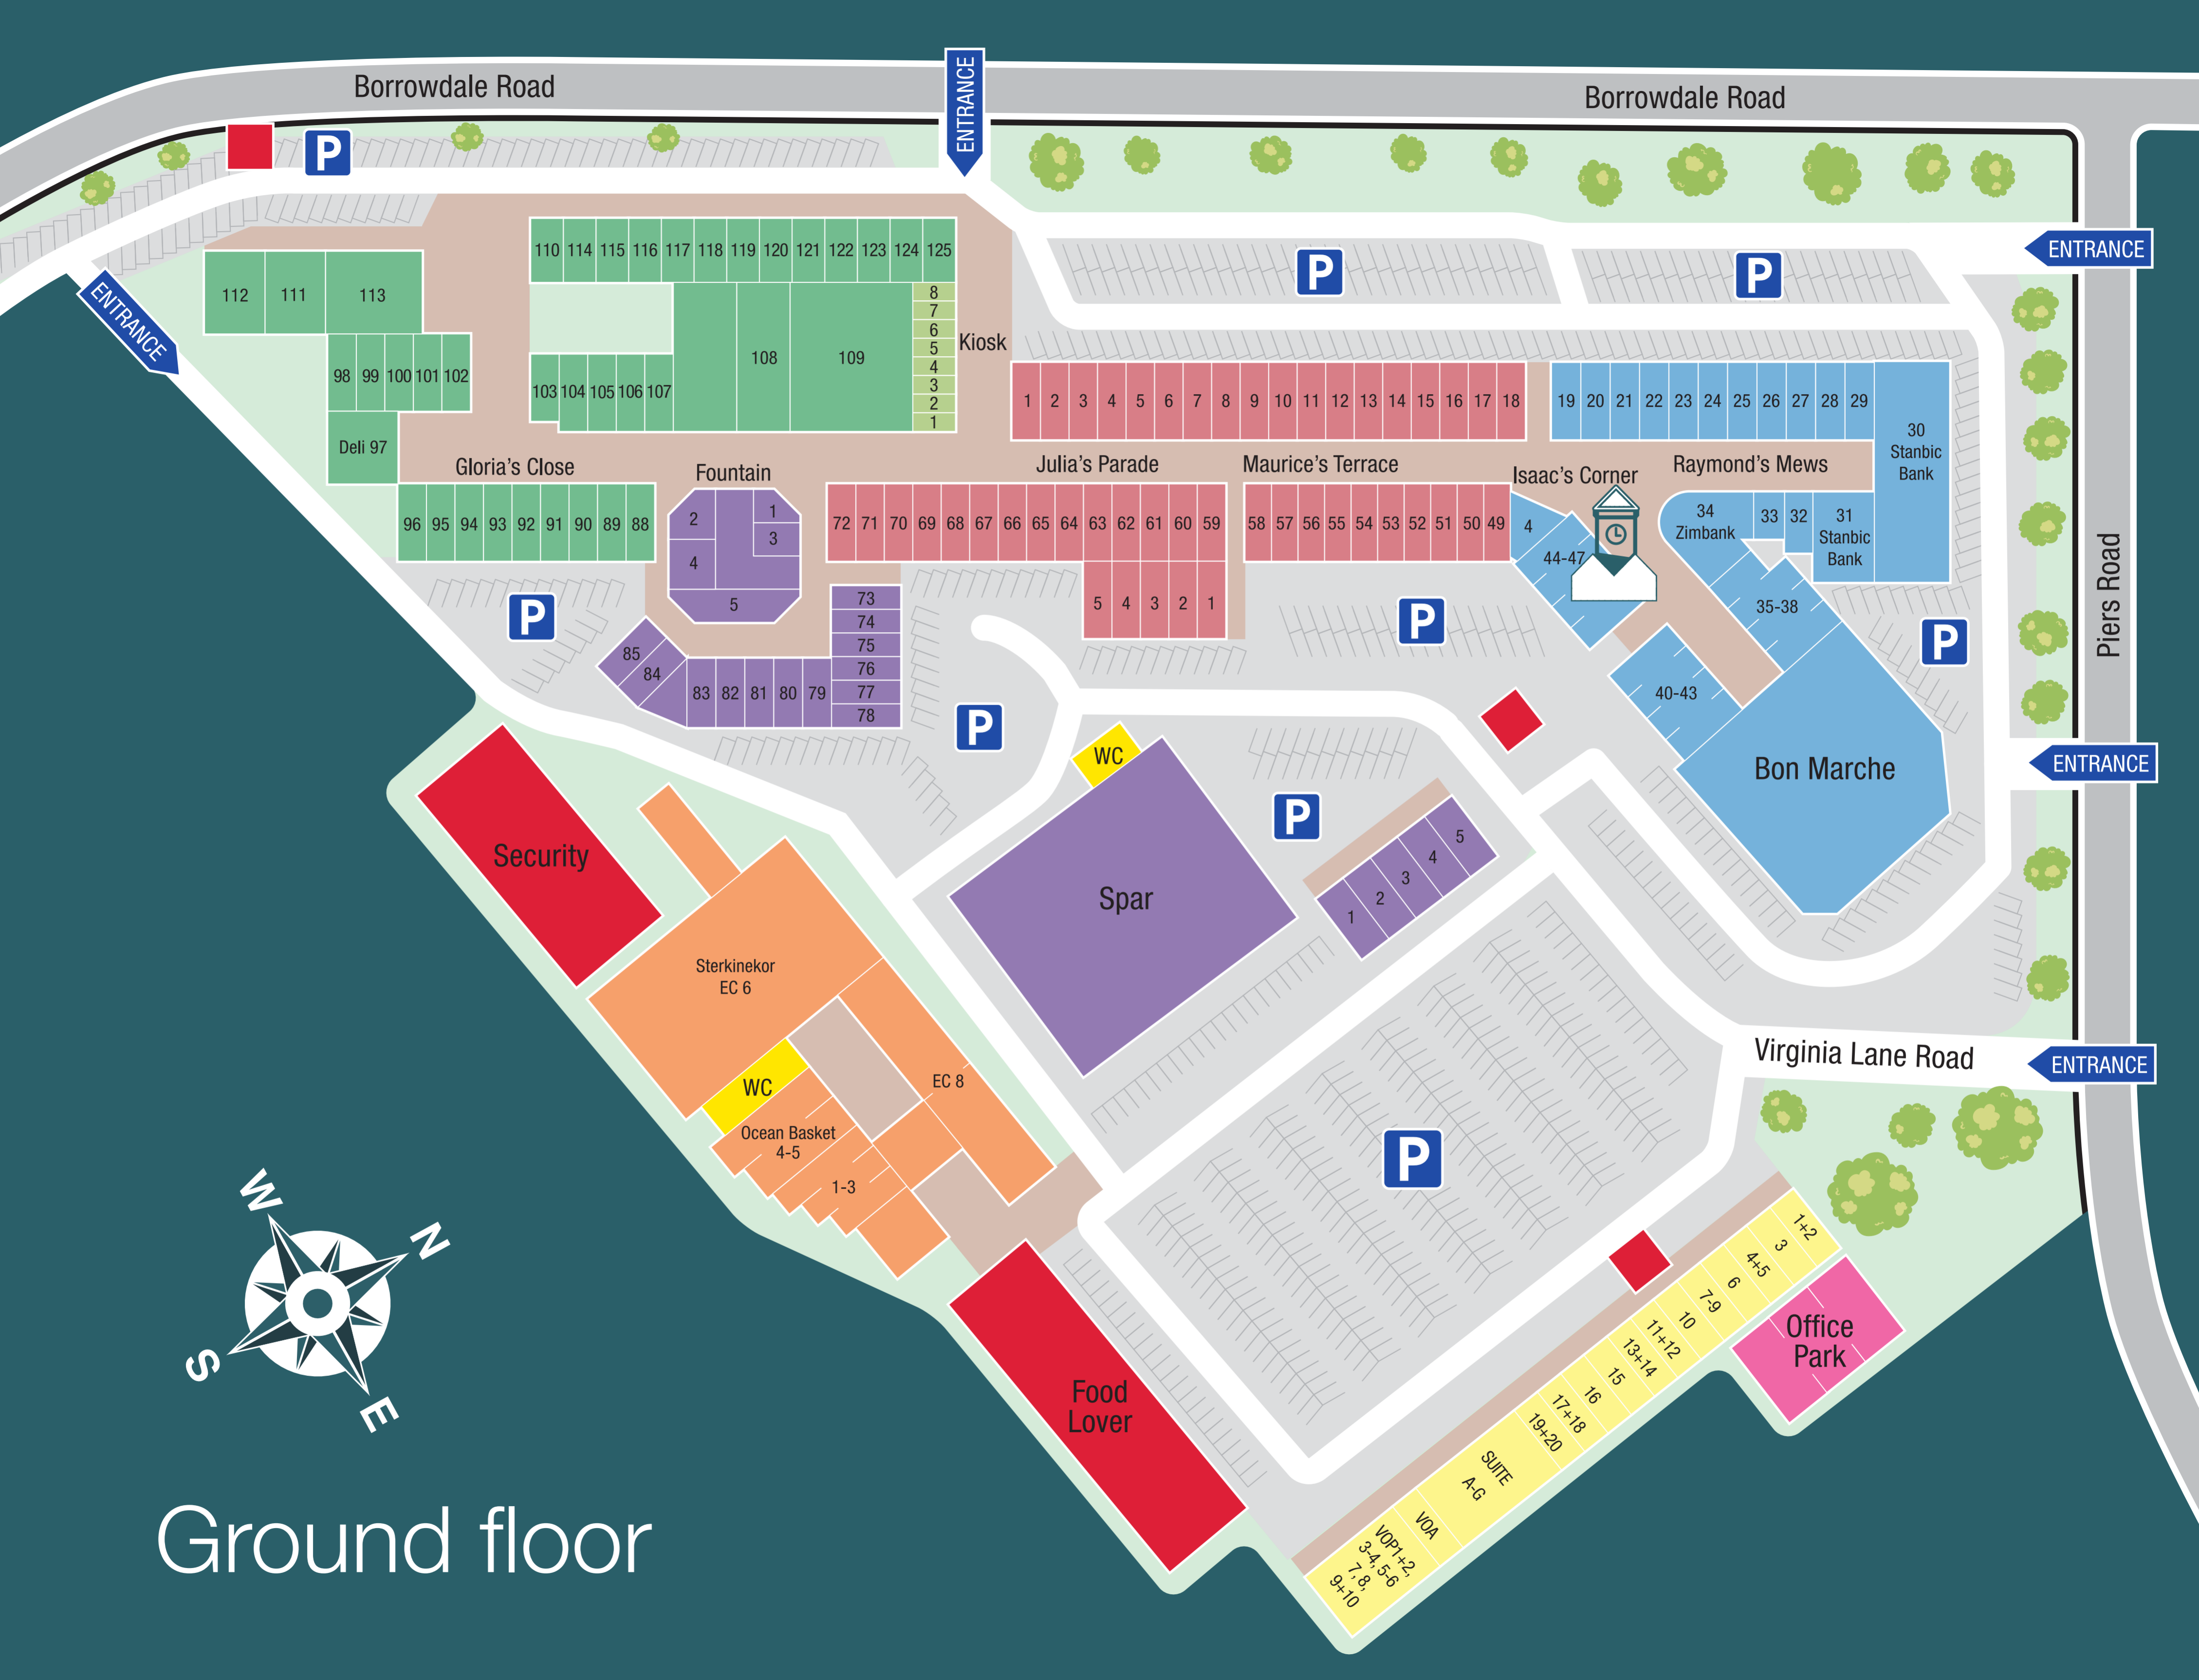 Borrowdale Road
Borrowdale Road
ENTRANCE
P
ENTRANCE
P
P
110 114 115 116 117 118 119 120 121 122 123 124 125
112 111 113
ENTRANCE
8
7
6
5
4
3
2
1
Kiosk
108 109
98 99 100 101 102
103 104 105 106 107
1 2 3 4 5 6 7 8 9 10 11 12 13 14 15 16 17 18
19 20 21 22 23 24 25 26 27 28 29
30
Stanbic
Bank
Deli 97
Gloria's Close
Fountain
Julia's Parade
Maurice's Terrace
Isaac's Corner
Raymond's Mews
96 95 94 93 92 91 90 89 88
2
1
3
4
5
72 71 70 69 68 67 66 65 64 63 62 61 60 59
58 57 56 55 54 53 52 51 50 49
4
44-47
34
Zimbank
33 32
31
Stanbic
Bank
35-38
Piers Road
P
5 4 3 2 1
P
P
73
74
75
76
77
78
85
84
83 82 81 80 79
40-43
P
WC
Bon Marche
ENTRANCE
P
Security
Spar
1 2 3 4 5
Sterkinekor
EC 6
WC
EC 8
Virginia Lane Road
ENTRANCE
Ocean Basket
4-5
1-3
P
W
N
S
E
1+2
3
4+5
6
7-9
10
11+12
13+14
15
16
17+18
19+20
SUITE
A-G
VOA
VOP1+2,
3-4, 5-6
7, 8,
9+10
Office
Park
Food
Lover
Ground floor